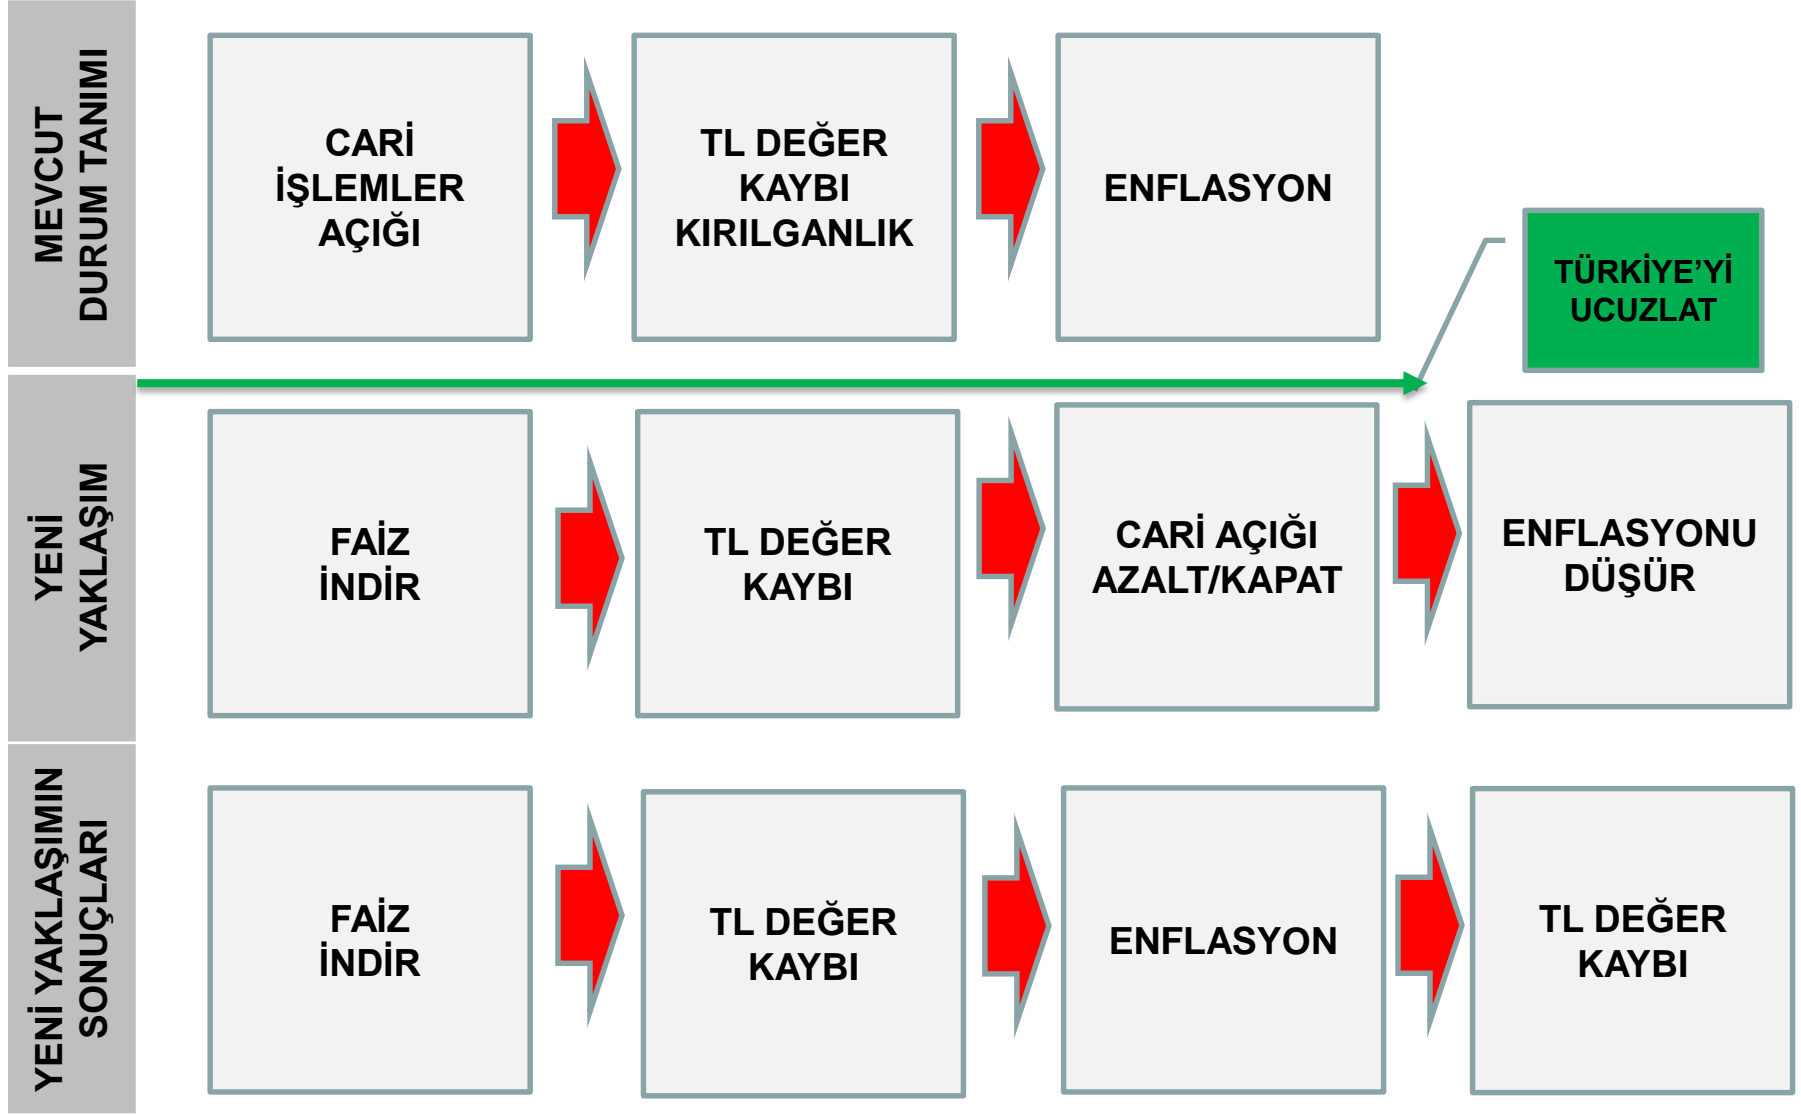 MEVCUT
DURUM TANIMI
CARİ
İŞLEMLER
AÇIĞI
TL DEĞER
KAYBI
KIRILGANLIK
ENFLASYON
TÜRKİYE’Yİ
UCUZLAT
YENİ
YAKLAŞIM
FAİZ
İNDİR
TL DEĞER
KAYBI
CARİ AÇIĞI
AZALT/KAPAT
ENFLASYONU
DÜŞÜR
YENİ YAKLAŞIMIN
SONUÇLARI
FAİZ
İNDİR
TL DEĞER
KAYBI
ENFLASYON
TL DEĞER
KAYBI